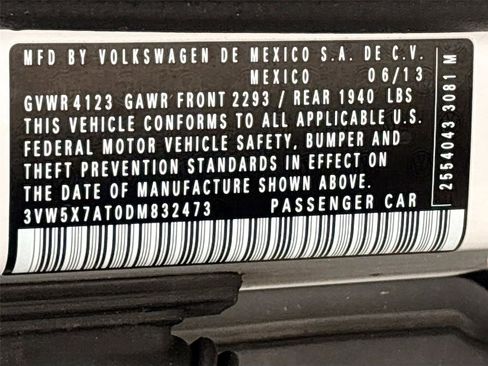 MFD BY VOLKSWAGEN DE MEXICO S.A. DE C.V.
MEXICO 06/13
GVWR 4123 GAWR FRONT 2293 / REAR 1940 LBS
THIS VEHICLE CONFORMS TO ALL APPLICABLE U.S.
FEDERAL MOTOR VEHICLE SAFETY, BUMPER AND
THEFT PREVENTION STANDARDS IN EFFECT ON
THE DATE OF MANUFACTURE SHOWN ABOVE.
3VW5X7AT0DM832473 PASSENGER CAR
2554043 3081 M